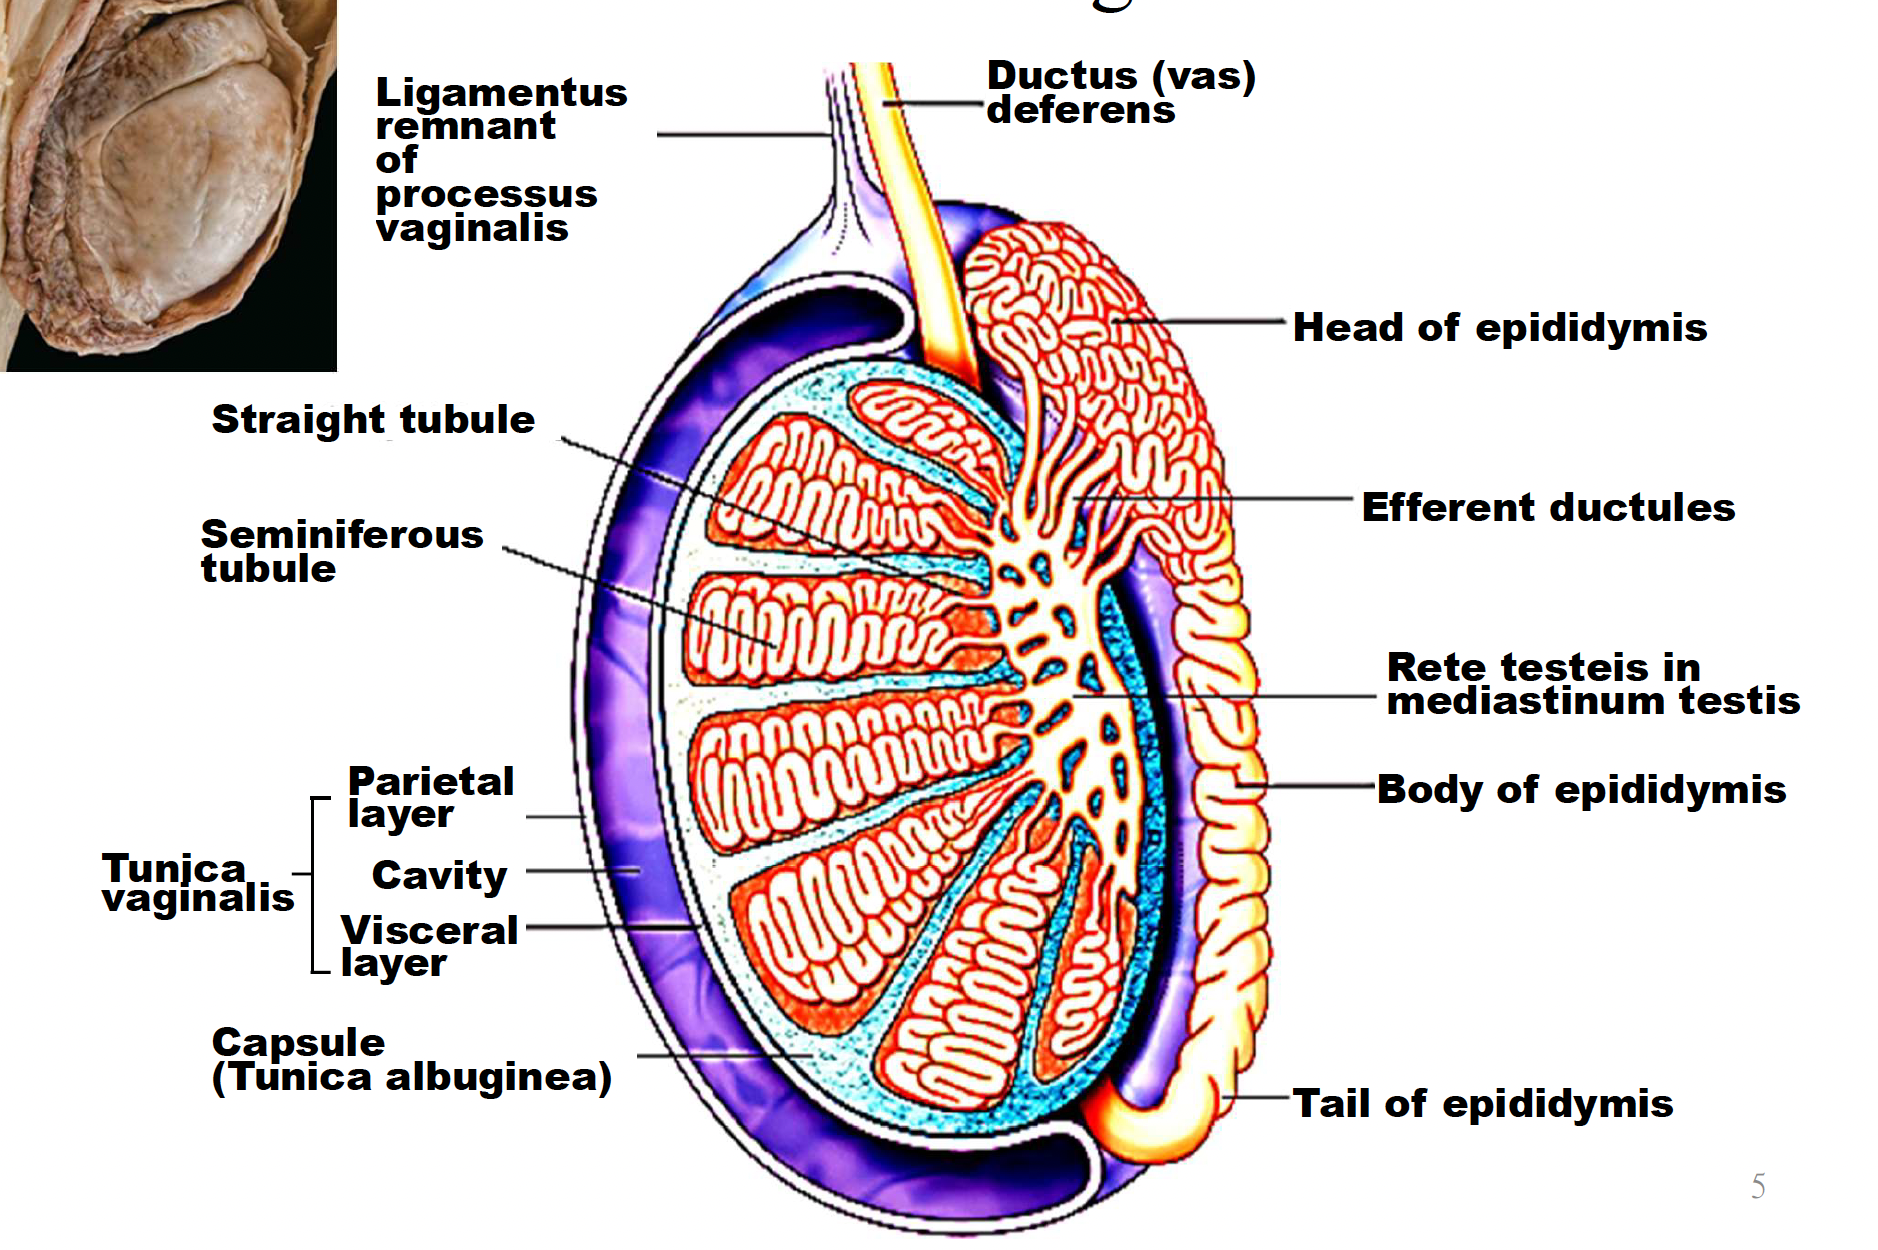 g
Ligamentus
remnant
of
processus
vaginalis
Ductus (vas)
deferens
Head of epididymis
Straight tubule
Efferent ductules
Seminiferous
tubule
Rete testeis in
mediastinum testis
Parietal
layer
Body of epididymis
Tunica
vaginalis
Cavity
Visceral
layer
Capsule
(Tunica albuginea)
Tail of epididymis
5